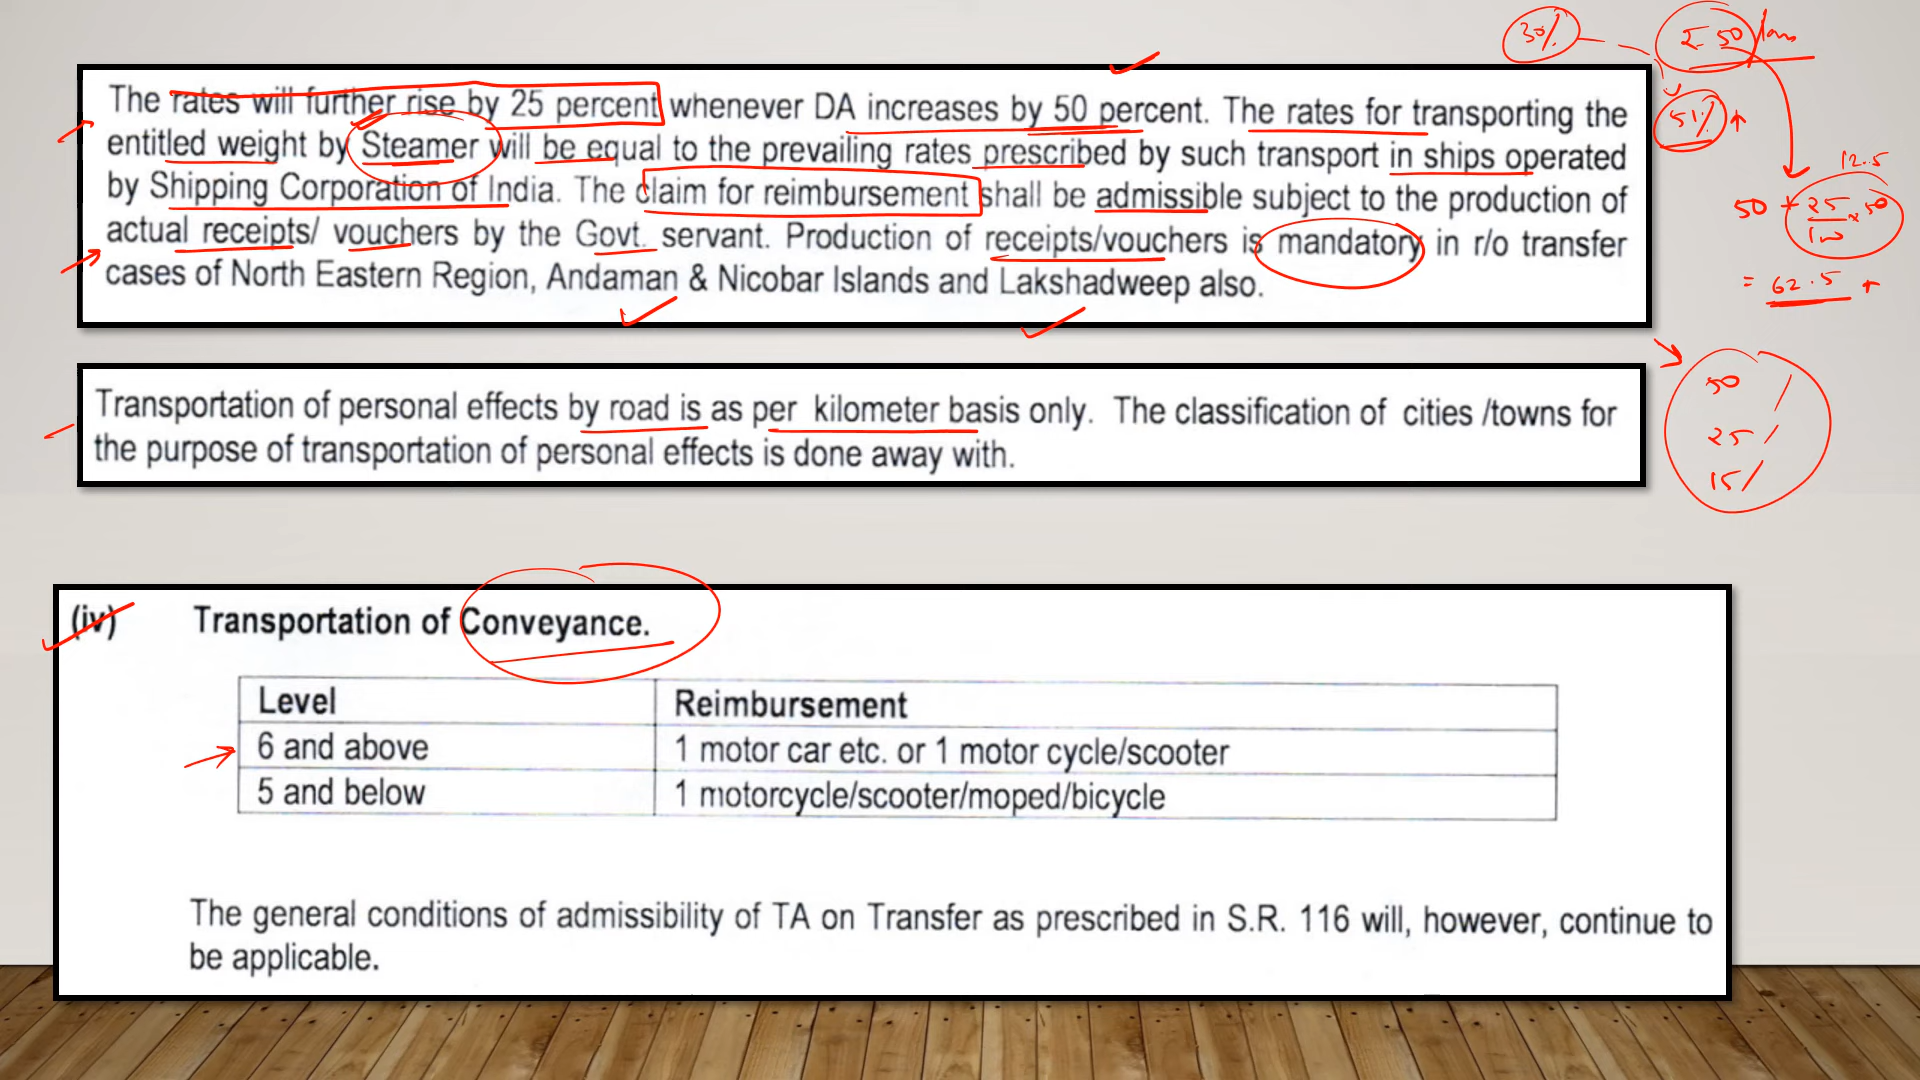 The rates will further rise by 25 percent whenever DA increases by 50 percent. The rates for transporting the
entitled weight by Steamer will be equal to the prevailing rates prescribed by such transport in ships operated
by Shipping Corporation of India. The claim for reimbursement shall be admissible subject to the production of
actual receipts/ vouchers by the Govt. servant. Production of receipts/vouchers is mandatory in r/o transfer
cases of North Eastern Region, Andaman & Nicobar Islands and Lakshadweep also.
30%
50/
51%
12.5
50 + 25/100 x 50
= 62.5
Transportation of personal effects by road is as per kilometer basis only. The classification of cities /towns for
the purpose of transportation of personal effects is done away with.
50 /
25 /
15 /
(iv) Transportation of Conveyance.
Level Reimbursement
6 and above 1 motor car etc. or 1 motor cycle/scooter
5 and below 1 motorcycle/scooter/moped/bicycle
The general conditions of admissibility of TA on Transfer as prescribed in S.R. 116 will, however, continue to
be applicable.